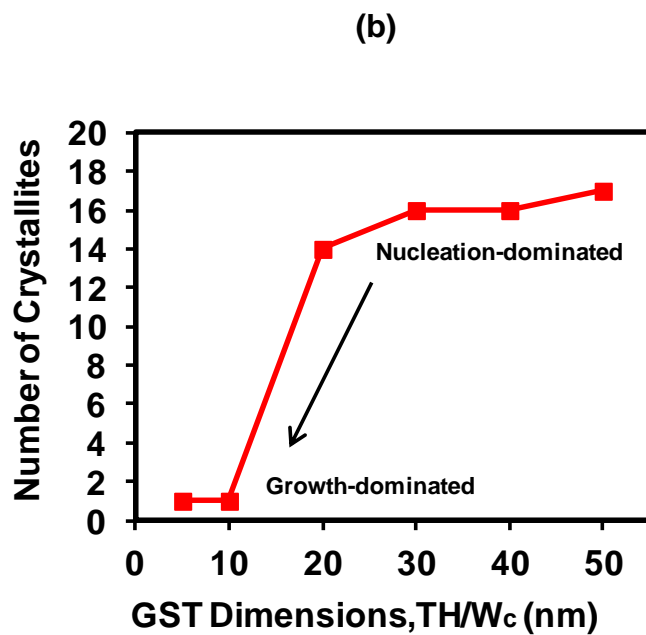 (b)
20
18
16
14
12
10
8
6
4
2
0
Number of Crystallites
Nucleation-dominated
Growth-dominated
0 10 20 30 40 50
GST Dimensions,TH/Wc (nm)